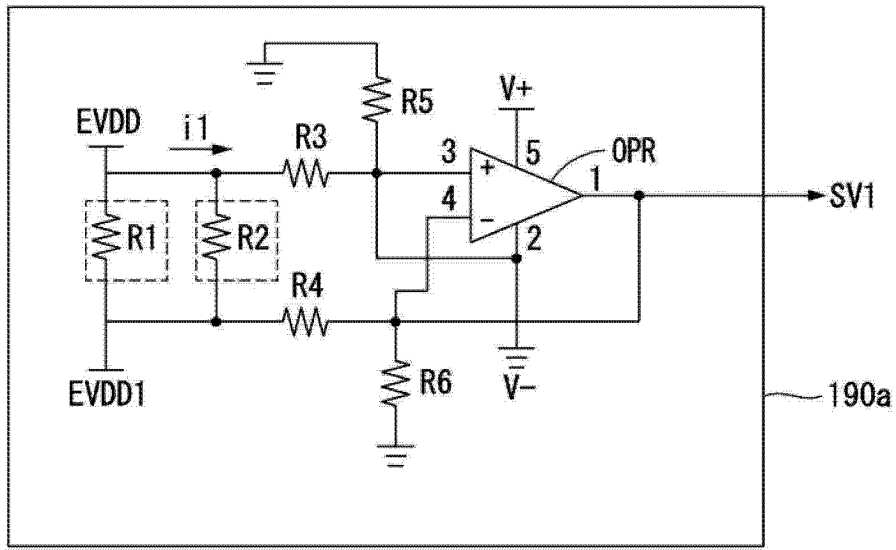 R5
V+
EVDD
i1
R3
3
+
5
OPR
4
-
1
SV1
R1
R2
2
R4
EVDD1
R6
V-
190a